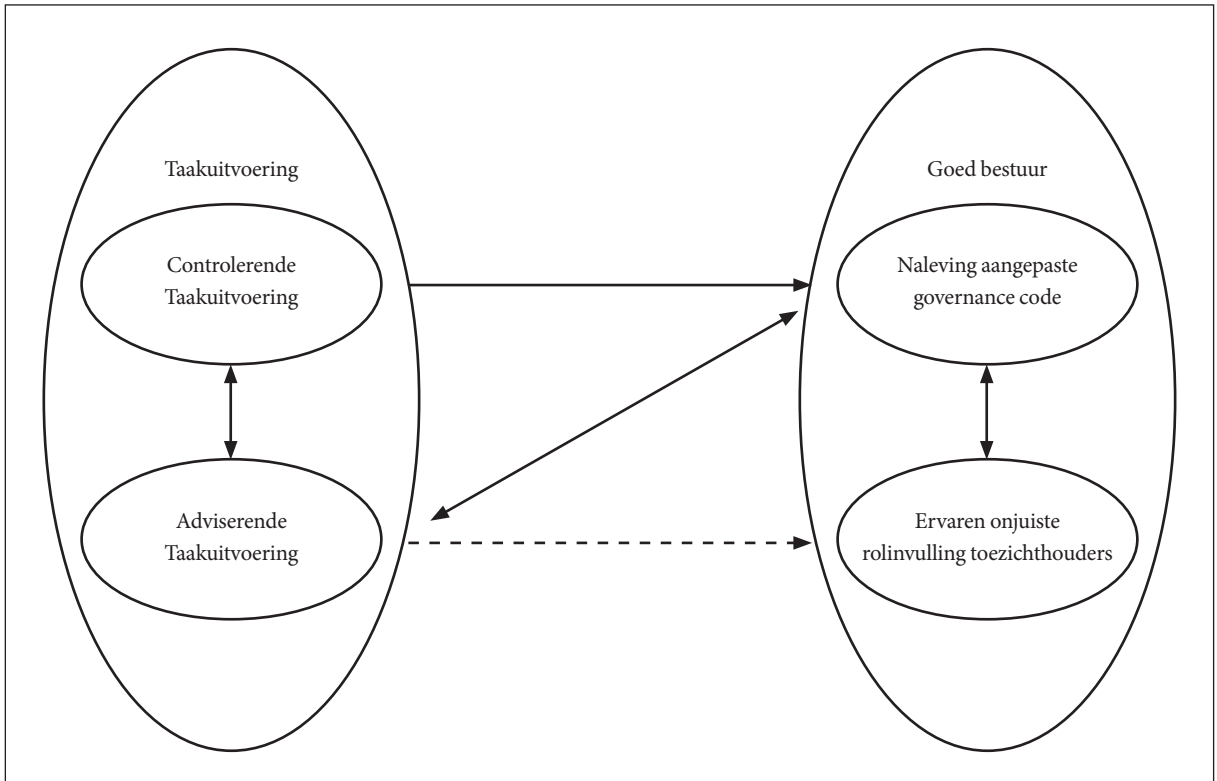 Taakuitvoering
Controlerende
Taakuitvoering
Adviserende
Taakuitvoering
Goed bestuur
Naleving aangepaste
governance code
Ervaren onjuiste
rolinvulling toezichthouders